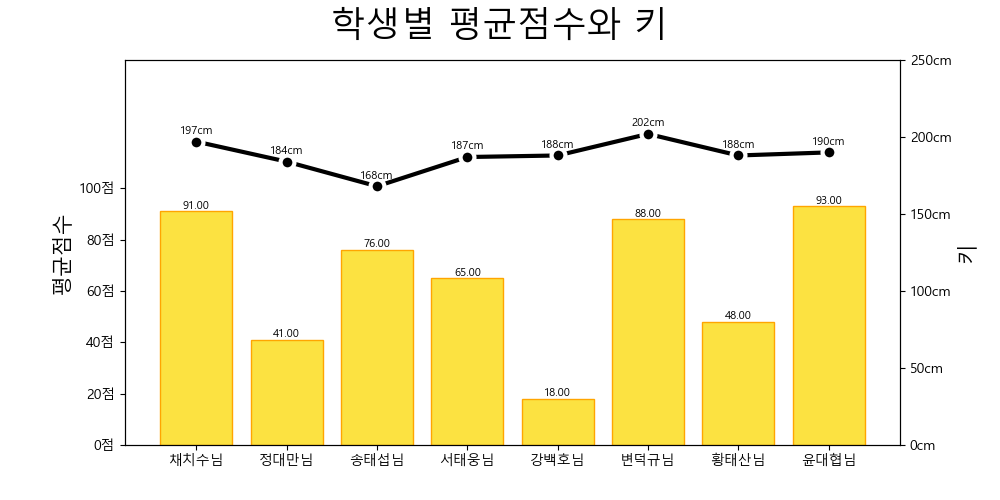 학생별 평균점수와 키
250cm
200cm
150cm
100cm
50cm
0cm
키
100점
80점
60점
40점
20점
0점
평균점수
197cm
184cm
168cm
187cm
188cm
202cm
188cm
190cm
91.00
41.00
76.00
65.00
18.00
88.00
48.00
93.00
채치수님
정대만님
송태섭님
서태웅님
강백호님
변덕규님
황태산님
윤대협님